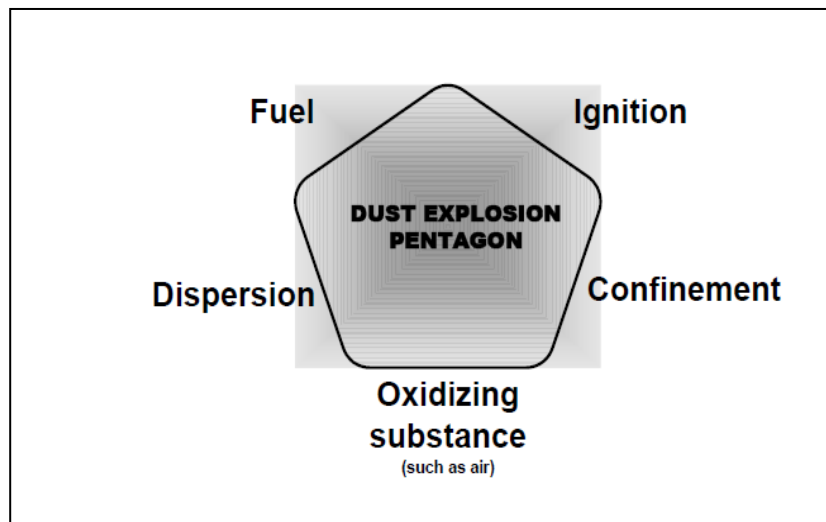 Fuel
Ignition
DUST EXPLOSION
PENTAGON
Dispersion
Confinement
Oxidizing
substance
(such as air)